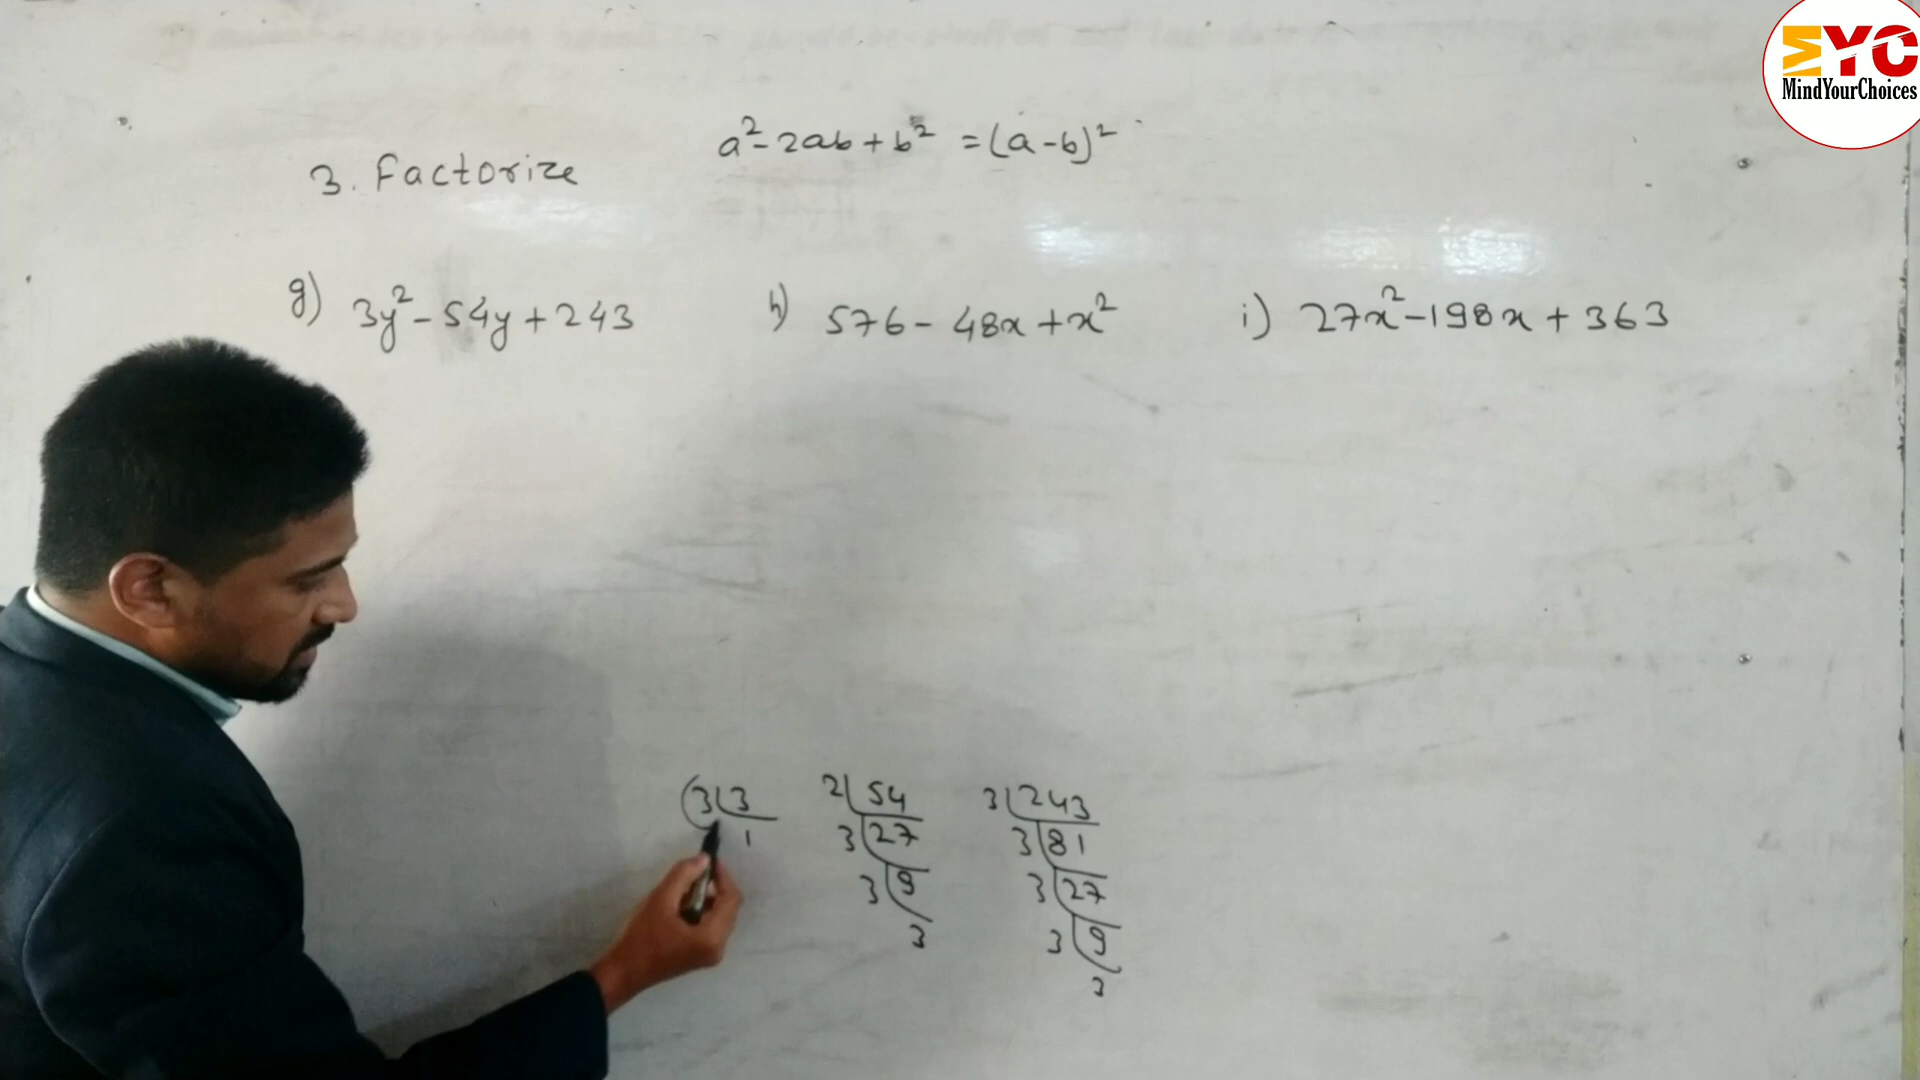 MYC
MindYourChoices
a²-2ab+b² =(a-b)²
3. Factorize
g) 3y²-54y+243
h) 576-48x+x²
i) 27x²-198x+363
3 3
1
2 54
3 27
3 9
3
3 243
3 81
3 27
3 9
3